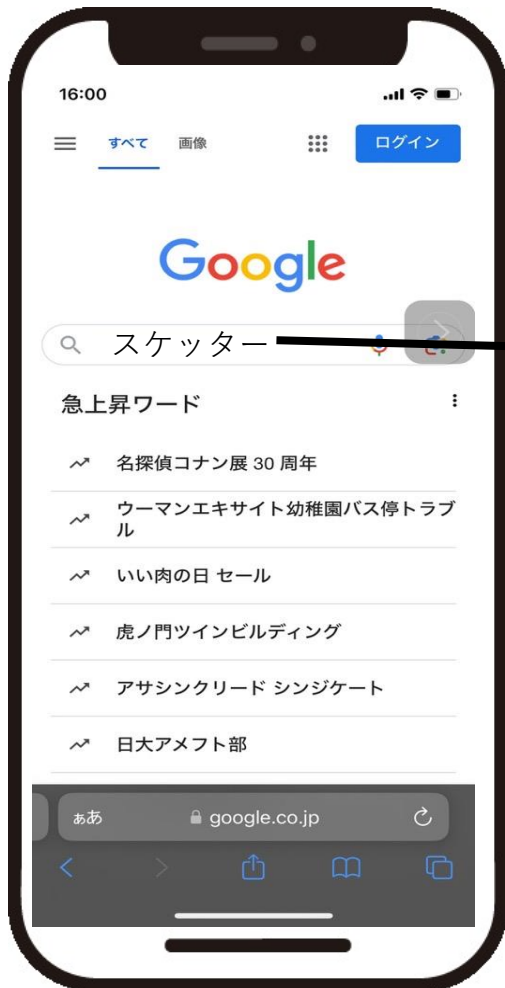 16:00
すべて 画像 ログイン
Google
スケッター
急上昇ワード
名探偵コナン展 30 周年
ウーマンエキサイト幼稚園バス停トラブ
ル
いい肉の日 セール
虎ノ門ツインビルディング
アサシンクリード シンジケート
日大アメフト部
ぁあ google.co.jp